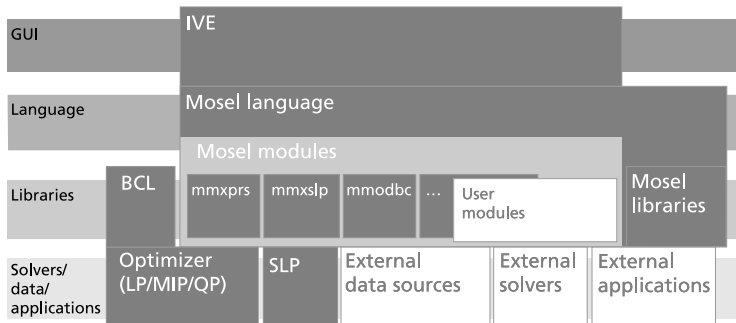 IVE
GUI
Mosel language
Language
Mosel modules
BCL
mmxprs
mmxslp
mmodbc
...
User
modules
Mosel
libraries
Libraries
Optimizer
(LP/MIP/QP)
SLP
External
data sources
External
solvers
External
applications
Solvers/
data/
applications